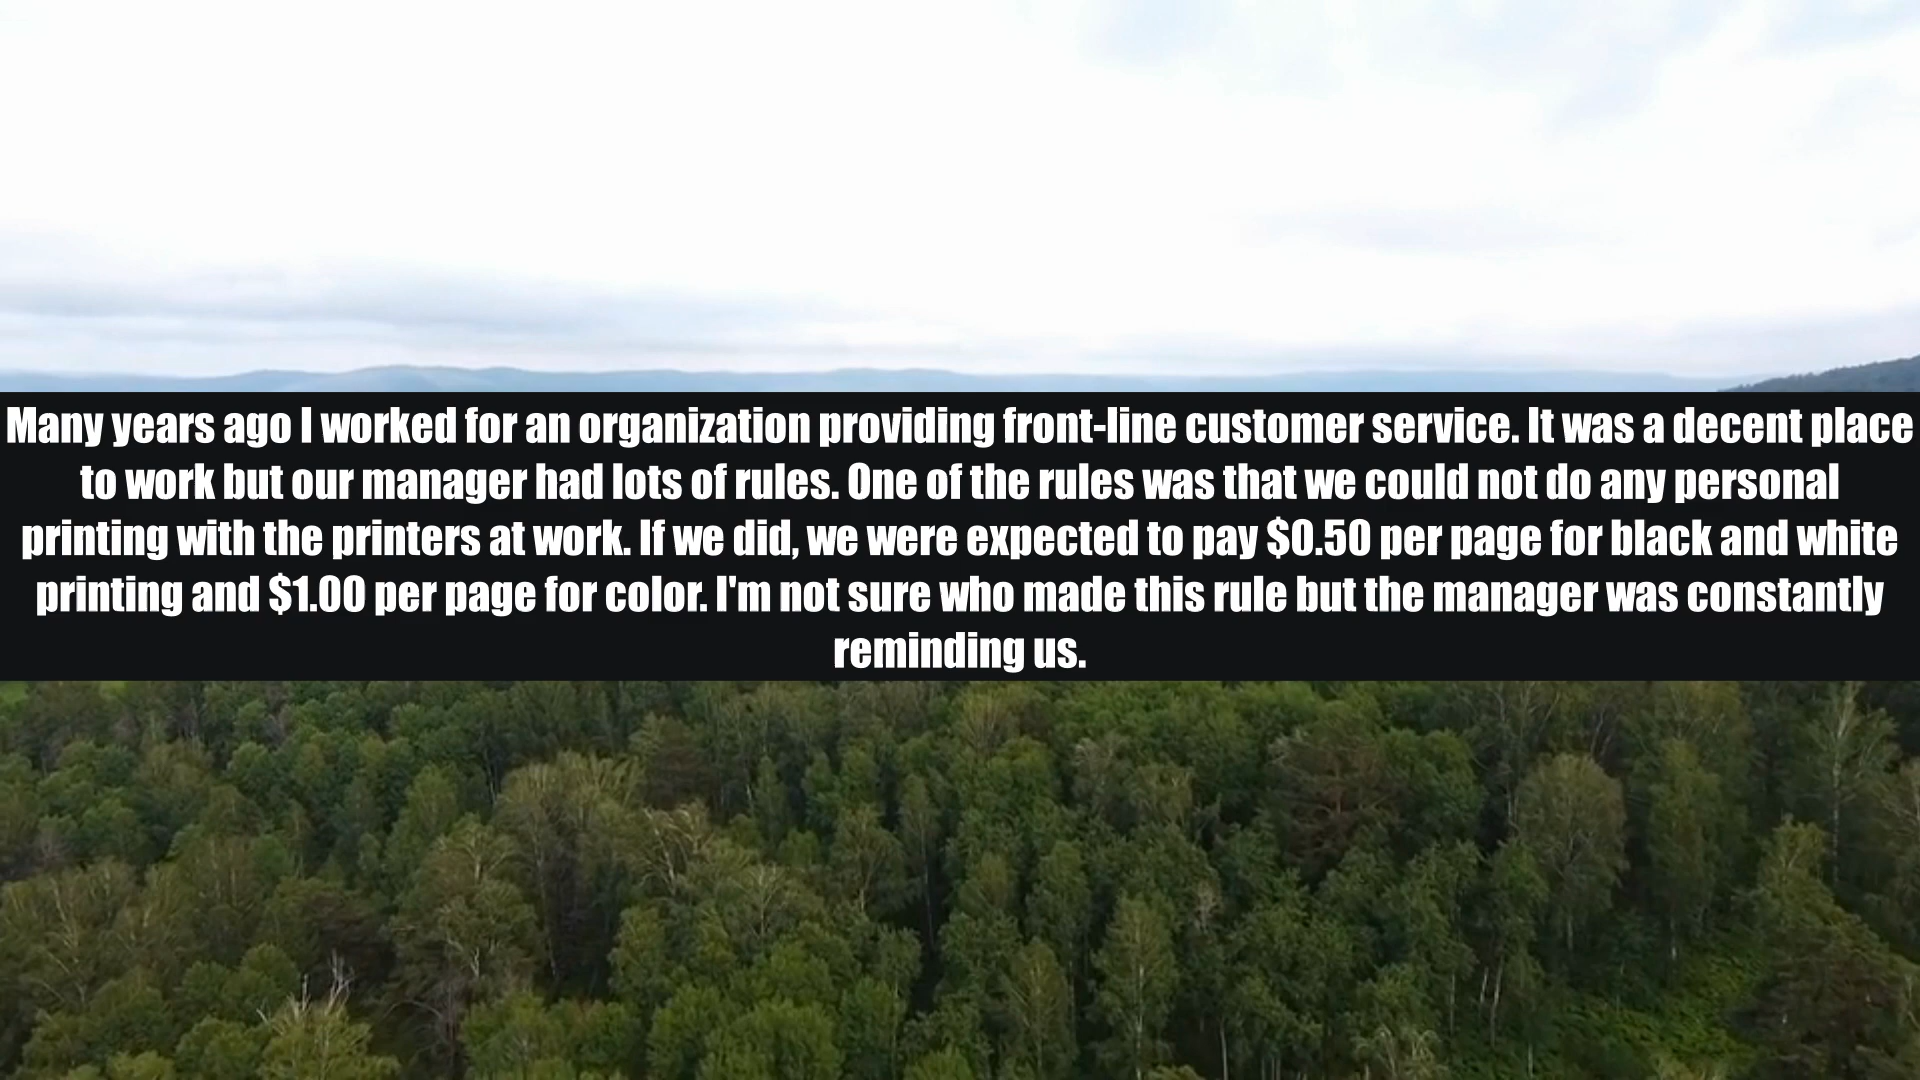 Many years ago I worked for an organization providing front-line customer service. It was a decent place
to work but our manager had lots of rules. One of the rules was that we could not do any personal
printing with the printers at work. If we did, we were expected to pay $0.50 per page for black and white
printing and $1.00 per page for color. I'm not sure who made this rule but the manager was constantly
reminding us.